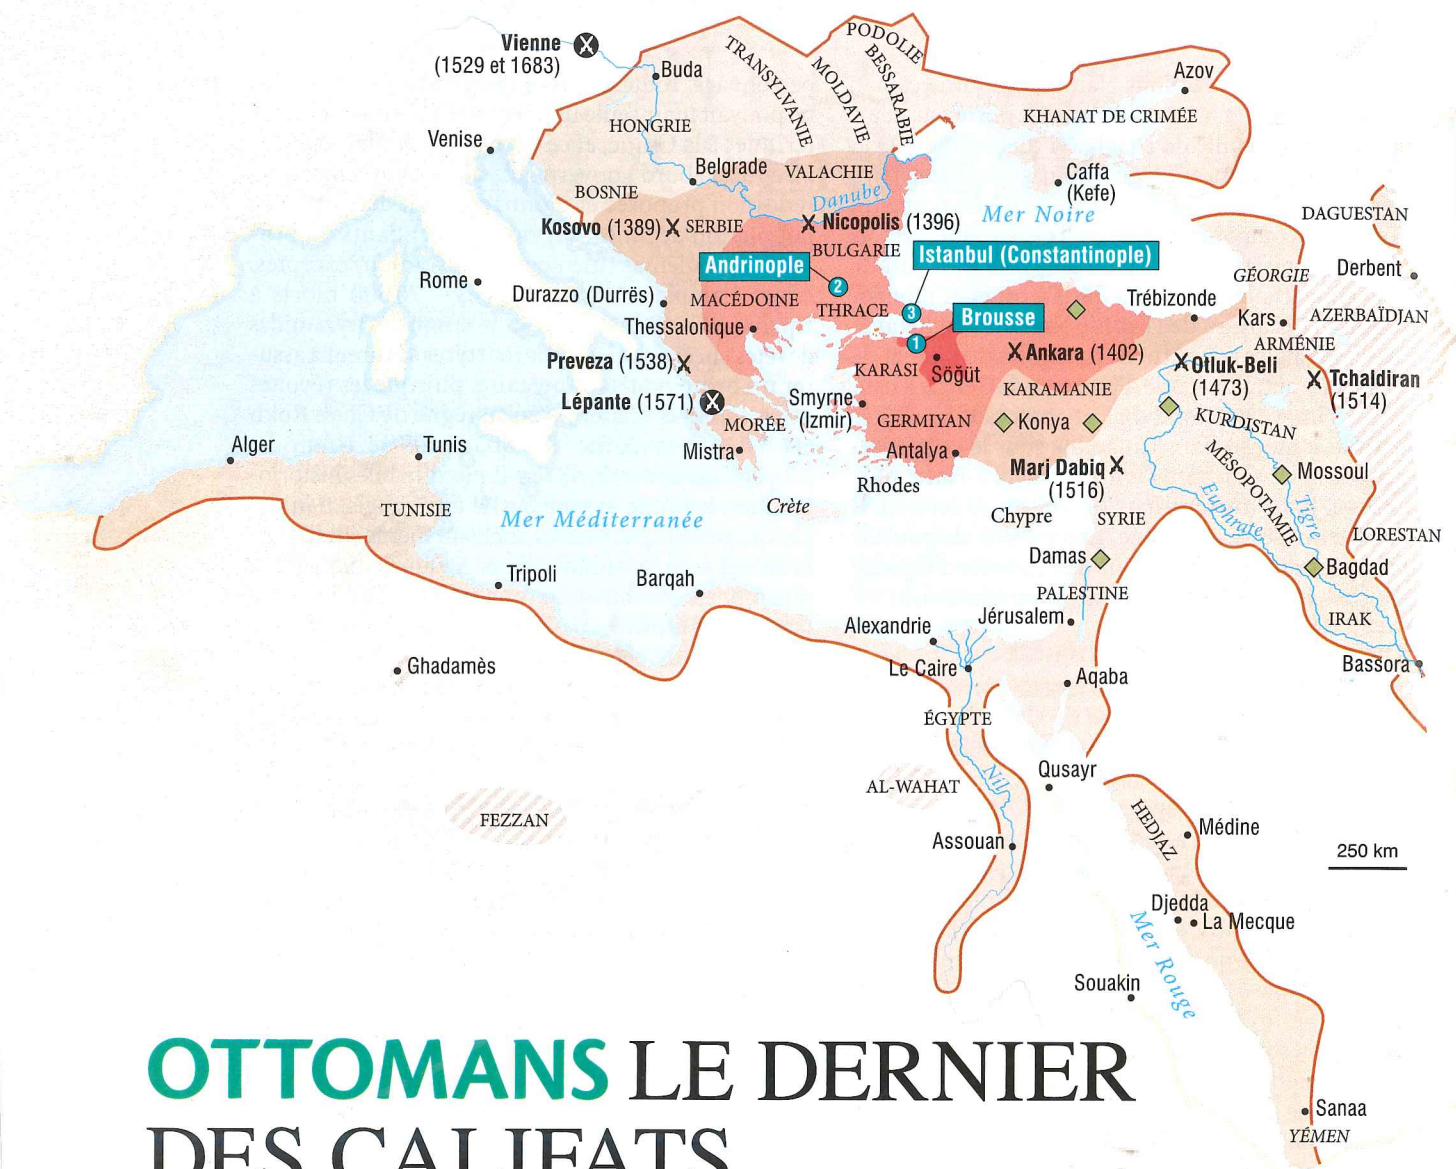 Vienne
(1529 et 1683)
Buda
TRANSYLVANIE
MOLDAVIE
PODOLIE
BESSARABIE
Azov
KHANAT DE CRIMÉE
HONGRIE
Venise
Belgrade
VALACHIE
Danube
Caffa
(Kefe)
BOSNIE
Mer Noire
DAGUESTAN
Kosovo (1389)
SERBIE
Nicopolis (1396)
BULGARIE
Istanbul (Constantinople)
Andrinople
GÉORGIE
Derbent
Rome
Durazzo (Durrës)
MACÉDOINE
2
THRACE
3
Brousse
Trébizonde
Kars
AZERBAÏDJAN
Thessalonique
1
ARMÉNIE
Preveza (1538)
KARASI
Söğüt
Ankara (1402)
Otluk-Beli
(1473)
Tchaldiran
(1514)
KARAMANIE
Lépante (1571)
Smyrne
(Izmir)
MORÉE
GERMIYAN
Konya
KURDISTAN
Alger
Tunis
Mistra
Antalya
Marj Dabiq
(1516)
MÉSOPOTAMIE
Mossoul
Rhodes
TUNISIE
Mer Méditerranée
Crète
Chypre
SYRIE
Euphrate
Tigre
LORESTAN
Damas
Bagdad
Tripoli
Barqah
PALESTINE
Jérusalem
Alexandrie
IRAK
Ghadamès
Le Caire
Aqaba
Bassora
ÉGYPTE
Nil
Qusayr
AL-WAHAT
FEZZAN
HEDJAZ
Médine
Assouan
250 km
Djedda
La Mecque
Mer Rouge
Souakin
Sanaa
YÉMEN
OTTOMANS LE DERNIER
DES CALIFATS